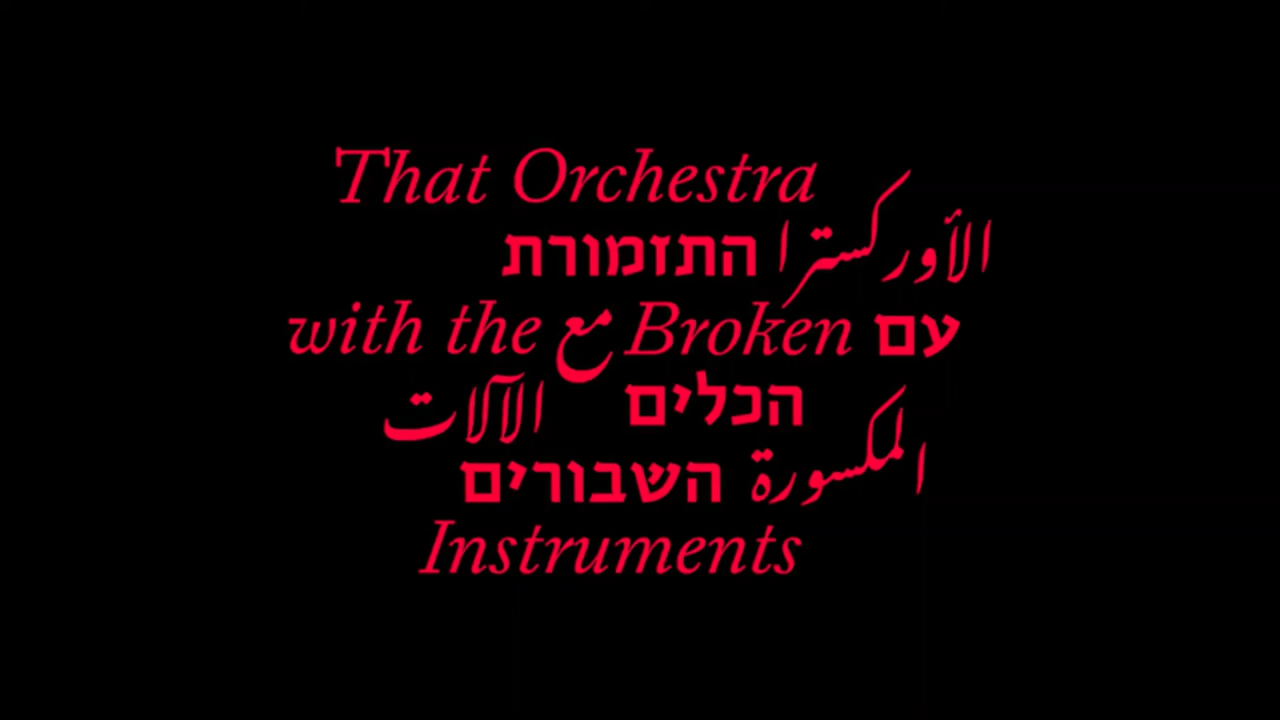 That Orchestra
الأوركسترا התזמורת
with the مع Broken עם
הכלים الآلات
المكسورة השבורים
Instruments